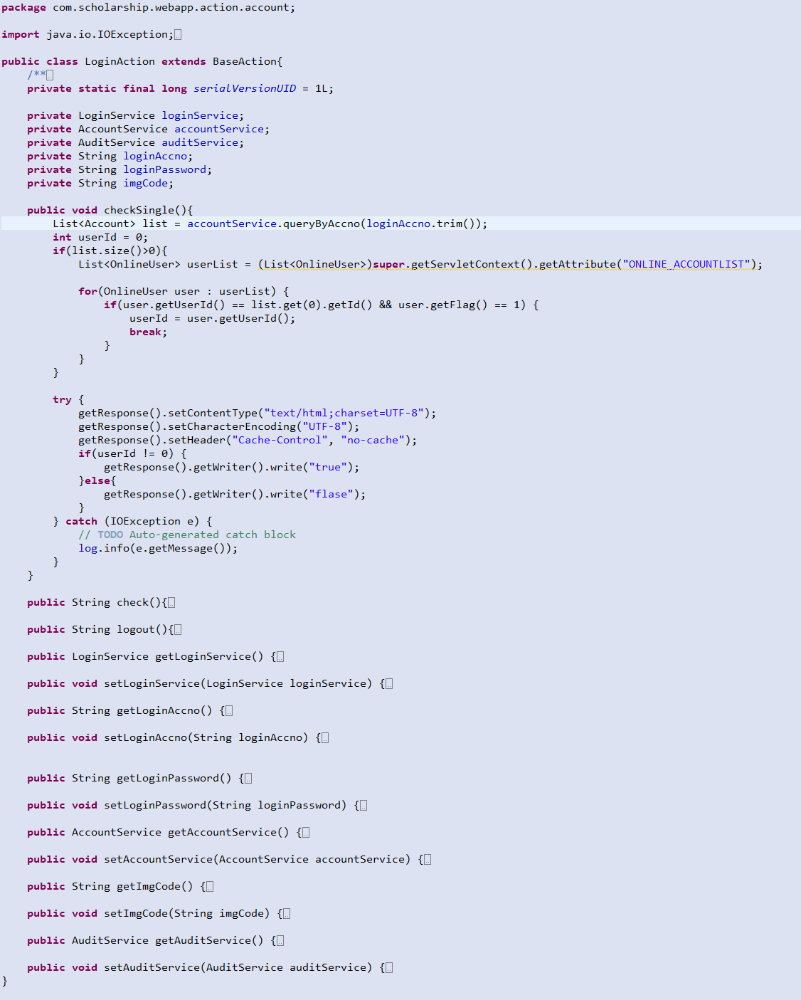 package com.scholarship.webapp.action.account;
import java.io.IOException;
public class LoginAction extends BaseAction{
/**
private static final long serialVersionUID = 1L;
private LoginService loginService;
private AccountService accountService;
private AuditService auditService;
private String loginAccno;
private String loginPassword;
private String imgCode;
public void checkSingle(){
List<Account> list = accountService.queryByAccno(loginAccno.trim());
int userId = 0;
if(list.size()>0){
List<OnlineUser> userList = (List<OnlineUser>)super.getServletContext().getAttribute("ONLINE_ACCOUNTLIST");
for(OnlineUser user : userList) {
if(user.getUserId() == list.get(0).getId() && user.getFlag() == 1) {
userId = user.getUserId();
break;
}
}
}
try {
getResponse().setContentType("text/html;charset=UTF-8");
getResponse().setCharacterEncoding("UTF-8");
getResponse().setHeader("Cache-Control", "no-cache");
if(userId != 0) {
getResponse().getWriter().write("true");
}else{
getResponse().getWriter().write("flase");
}
} catch (IOException e) {
// TODO Auto-generated catch block
log.info(e.getMessage());
}
}
public String check(){
public String logout(){
public LoginService getLoginService() {
public void setLoginService(LoginService loginService) {
public String getLoginAccno() {
public void setLoginAccno(String loginAccno) {
public String getLoginPassword() {
public void setLoginPassword(String loginPassword) {
public AccountService getAccountService() {
public void setAccountService(AccountService accountService) {
public String getImgCode() {
public void setImgCode(String imgCode) {
public AuditService getAuditService() {
public void setAuditService(AuditService auditService) {
}